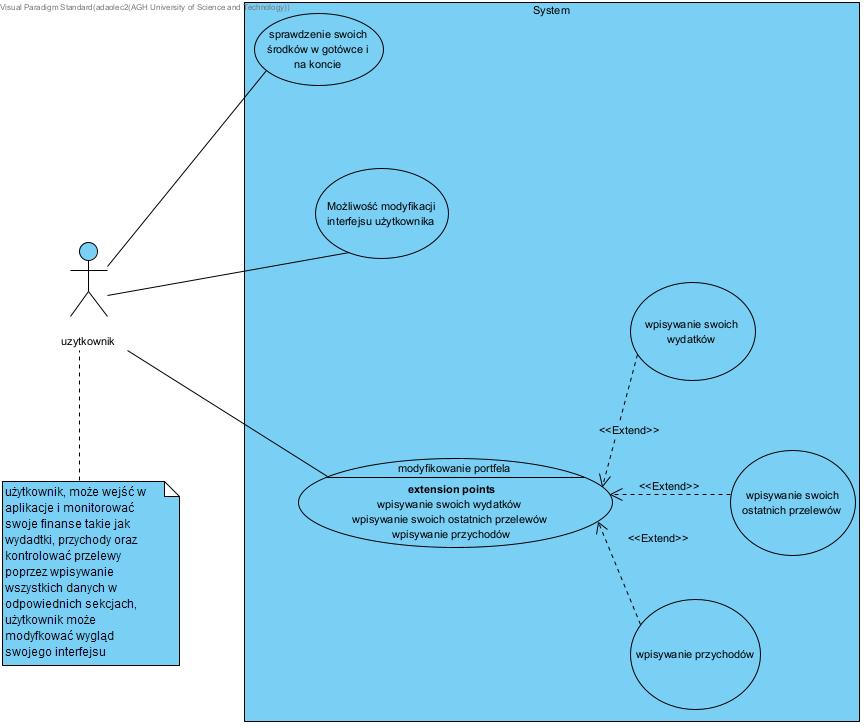 Visual Paradigm Standard(adaolec2(AGH University of Science and Technology))
System
sprawdzenie swoich
środków w gotówce i
na koncie
Możliwość modyfikacji
interfejsu użytkownika
uzytkownik
wpisywanie swoich
wydatków
<<Extend>>
modyfikowanie portfela
extension points
wpisywanie swoich wydatków
wpisywanie swoich ostatnich przelewów
wpisywanie przychodów
<<Extend>>
wpisywanie swoich
ostatnich przelewów
<<Extend>>
wpisywanie przychodów
użytkownik, może wejść w
aplikacje i monitorować
swoje finanse takie jak
wydadtki, przychody oraz
kontrolować przelewy
poprzez wpisywanie
wszystkich danych w
odpowiednich sekcjach,
użytkownik może
modyfkować wygląd
swojego interfejsu